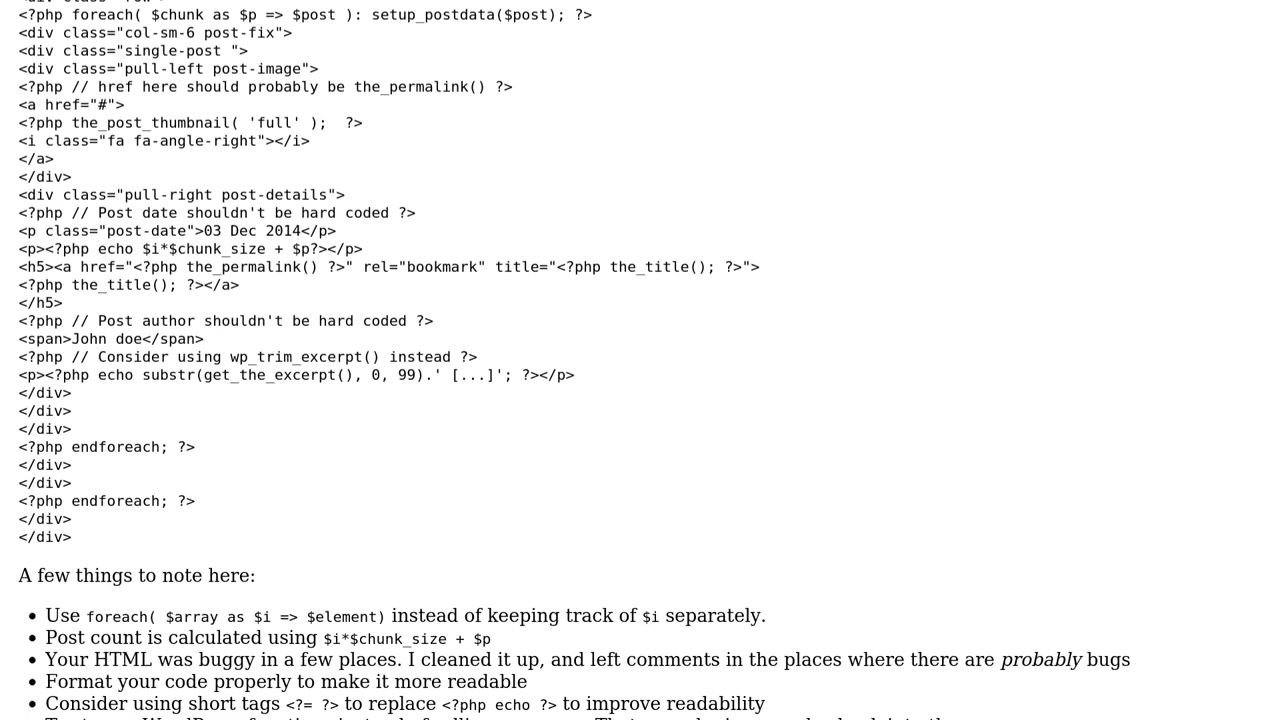 <?php foreach( $chunk as $p => $post ): setup_postdata($post); ?>
<div class="col-sm-6 post-fix">
<div class="single-post ">
<div class="pull-left post-image">
<?php // href here should probably be the_permalink() ?>
<a href="#">
<?php the_post_thumbnail( 'full' );  ?>
<i class="fa fa-angle-right"></i>
</a>
</div>
<div class="pull-right post-details">
<?php // Post date shouldn't be hard coded ?>
<p class="post-date">03 Dec 2014</p>
<p><?php echo $i*$chunk_size + $p?></p>
<h5><a href="<?php the_permalink() ?>" rel="bookmark" title="<?php the_title(); ?>">
<?php the_title(); ?></a>
</h5>
<?php // Post author shouldn't be hard coded ?>
<span>John doe</span>
<?php // Consider using wp_trim_excerpt() instead ?>
<p><?php echo substr(get_the_excerpt(), 0, 99).' [...]'; ?></p>
</div>
</div>
</div>
<?php endforeach; ?>
</div>
</div>
<?php endforeach; ?>
</div>
</div>
A few things to note here:
• Use foreach( $array as $i => $element) instead of keeping track of $i separately.
• Post count is calculated using $i*$chunk_size + $p
• Your HTML was buggy in a few places. I cleaned it up, and left comments in the places where there are probably bugs
• Format your code properly to make it more readable
• Consider using short tags <?= ?> to replace <?php echo ?> to improve readability